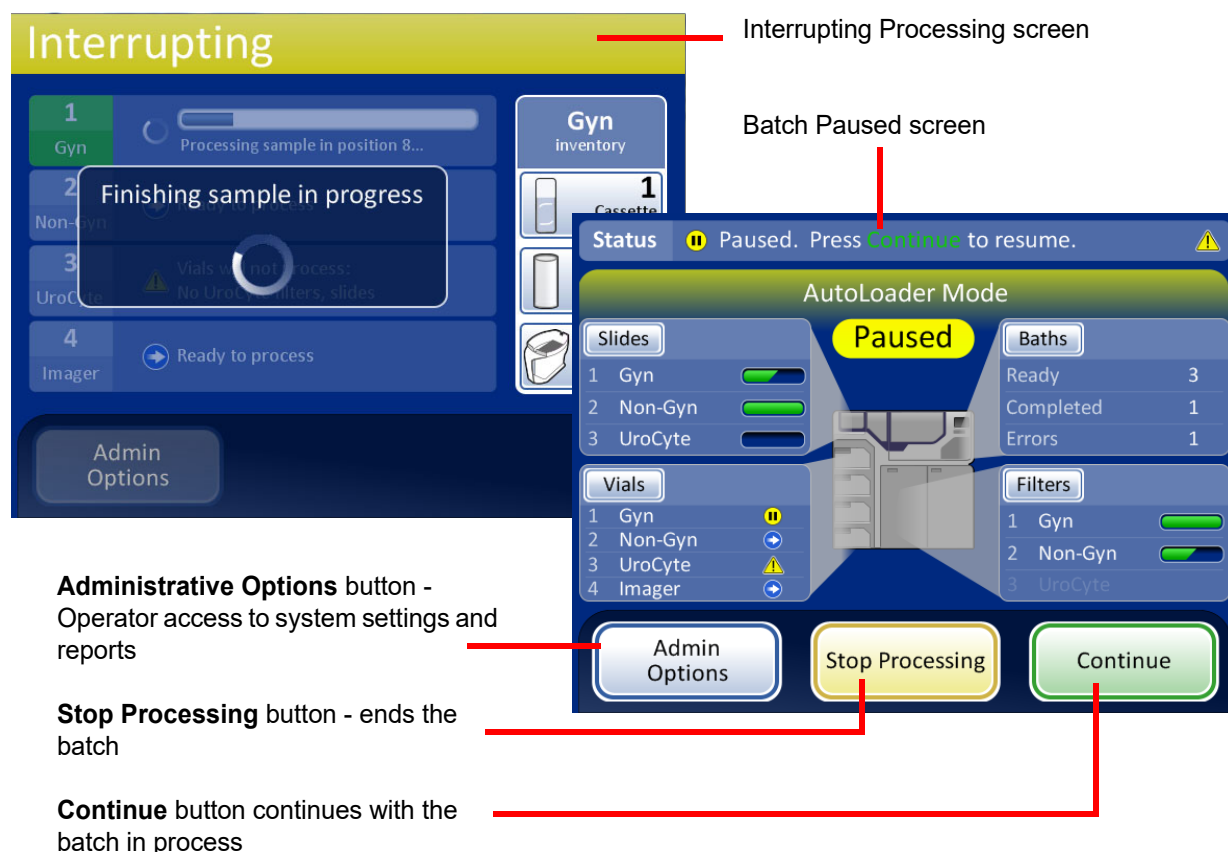 Interrupting
1
Gyn
Processing sample in position 8...
2
Non-Gyn
Ready to process
Finishing sample in progress
3
UroCyte
Vials will not process:
No UroCyte filters, slides
4
Imager
Ready to process
Gyn
inventory
1
Cassette
Admin
Options
Interrupting Processing screen
Batch Paused screen
Status Paused. Press Continue to resume.
AutoLoader Mode
Paused
Slides
1 Gyn
2 Non-Gyn
3 UroCyte
Baths
Ready 3
Completed 1
Errors 1
Vials
1 Gyn
2 Non-Gyn
3 UroCyte
4 Imager
Filters
1 Gyn
2 Non-Gyn
3 UroCyte
Admin
Options
Stop Processing
Continue
Administrative Options button -
Operator access to system settings and
reports
Stop Processing button - ends the
batch
Continue button continues with the
batch in process